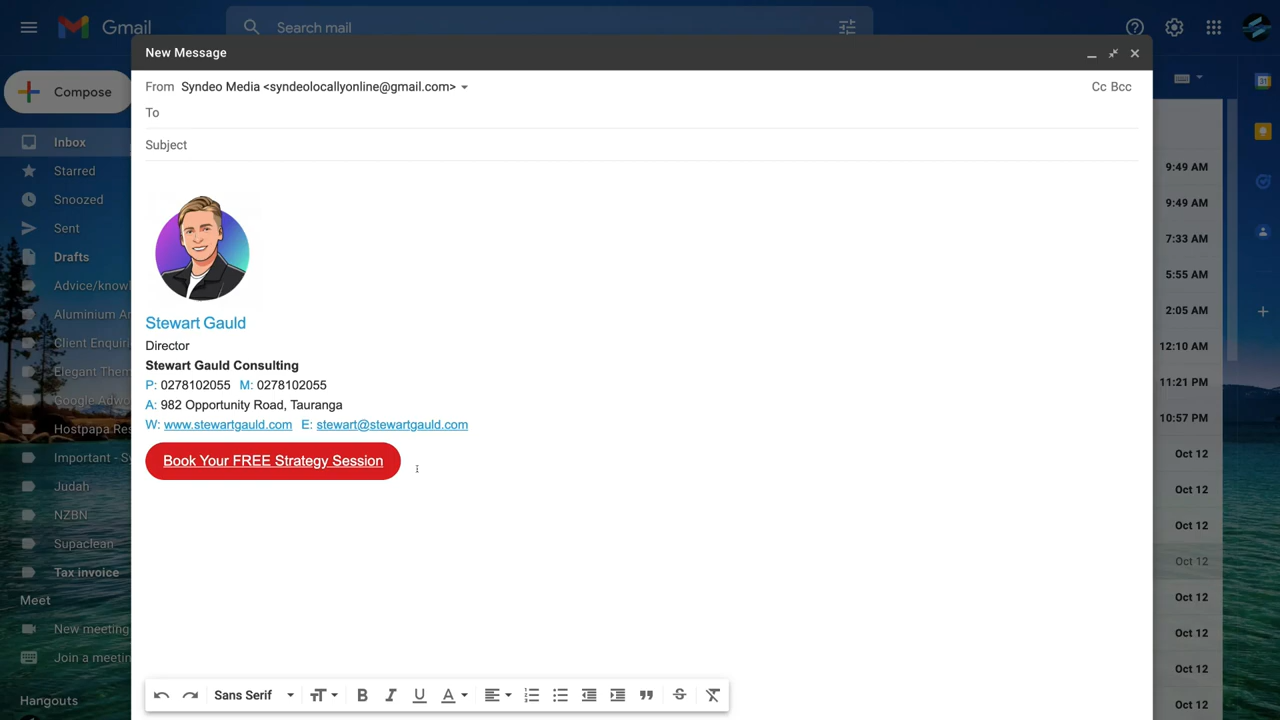 Gmail
Search mail
Compose
Inbox
Starred
Snoozed
Sent
Drafts
Advice/know
Aluminium A
Client Enquiri
Elegant Them
Google Adwo
Hostpapa Res
Important - S
Judah
NZBN
Supaclean
Tax invoice
Meet
New meeting
Join a meetin
Hangouts
New Message
From Syndeo Media <syndeolocallyonline@gmail.com>
Cc Bcc
To
Subject
Stewart Gauld
Director
Stewart Gauld Consulting
P: 0278102055 M: 0278102055
A: 982 Opportunity Road, Tauranga
W: www.stewartgauld.com E: stewart@stewartgauld.com
Book Your FREE Strategy Session
Sans Serif
9:49 AM
9:49 AM
7:33 AM
5:55 AM
2:05 AM
12:10 AM
11:21 PM
10:57 PM
Oct 12
Oct 12
Oct 12
Oct 12
Oct 12
Oct 12
Oct 12
Oct 12
31